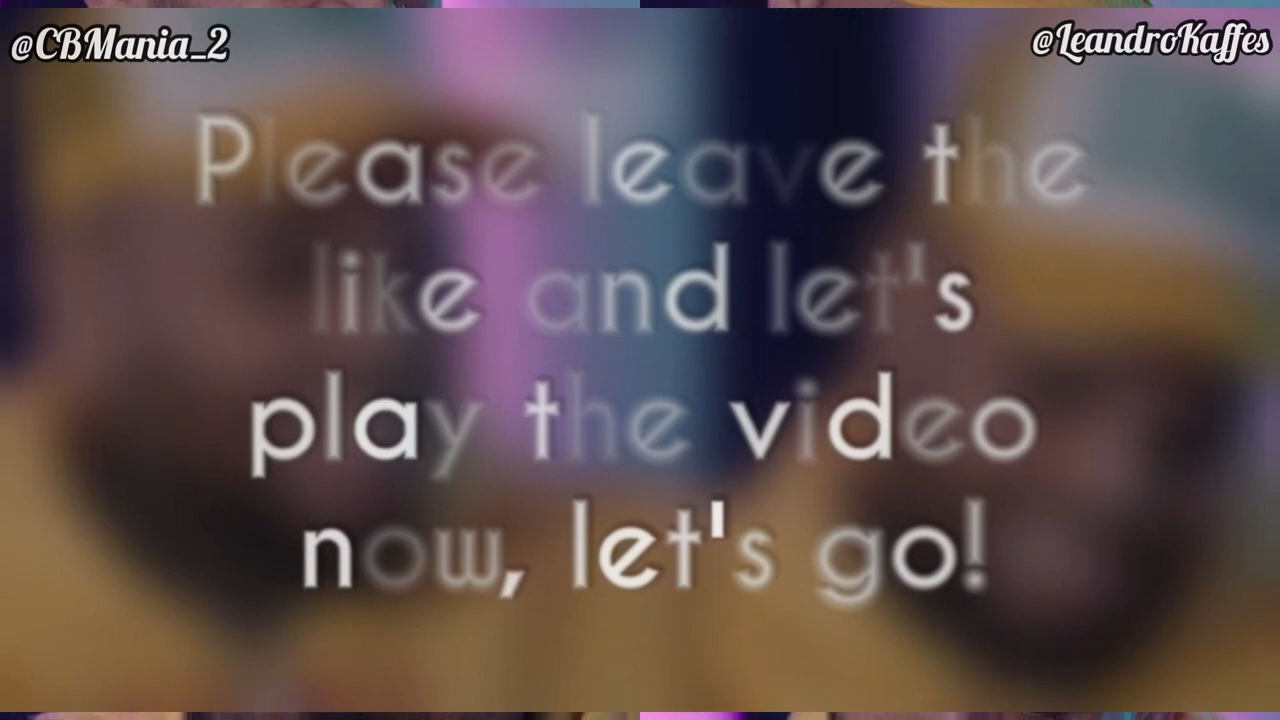 @CBMania_2
@LeandroKaffes
Please leave the
like and let's
play the video
now, let's go!